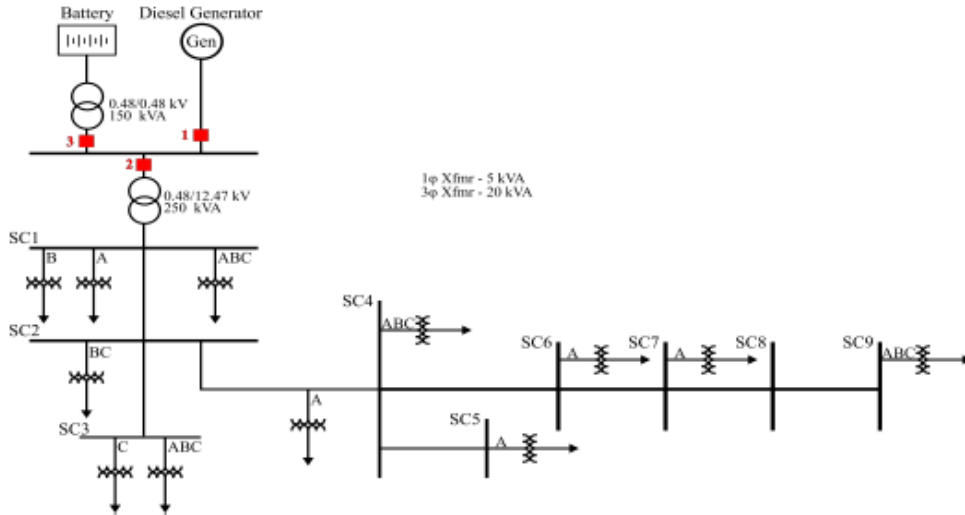 Battery
Diesel Generator
Gen
0.48/0.48 kV
150 kVA
3
1
2
0.48/12.47 kV
250 kVA
1φ Xfmr - 5 kVA
3φ Xfmr - 20 kVA
SC1
B
A
ABC
SC2
BC
SC3
C
ABC
A
SC4
ABC
SC5
A
SC6
A
SC7
A
SC8
SC9
ABC